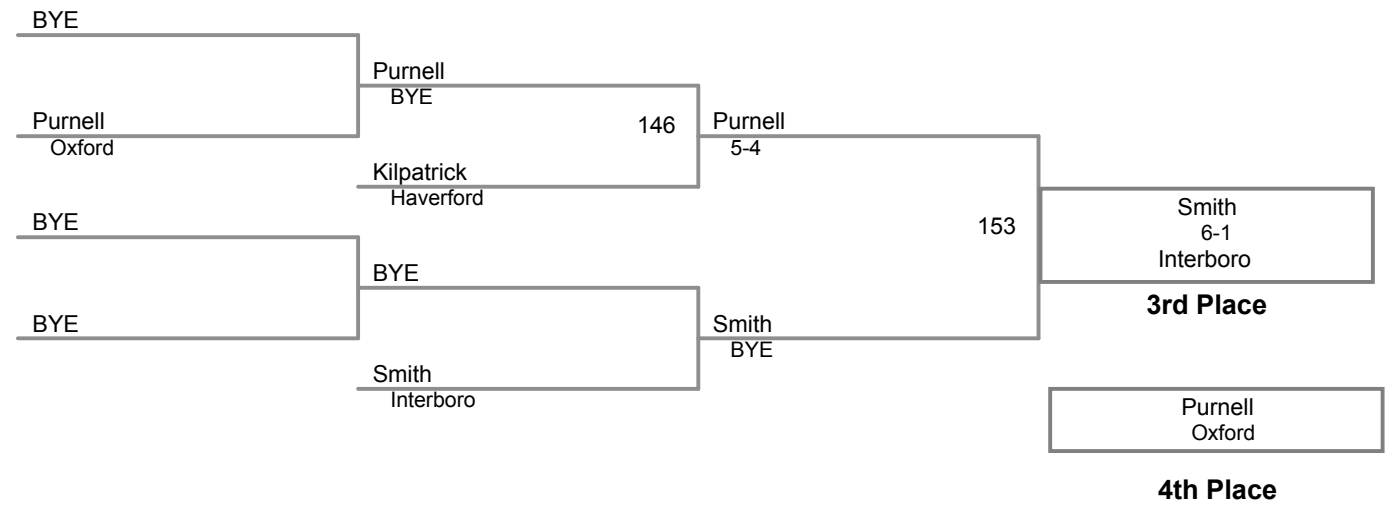 BYE
Purnell
BYE
Purnell
Oxford
146
Purnell
5-4
Kilpatrick
Haverford
BYE
153
Smith
6-1
Interboro
BYE
3rd Place
BYE
Smith
BYE
Smith
Interboro
Purnell
Oxford
4th Place